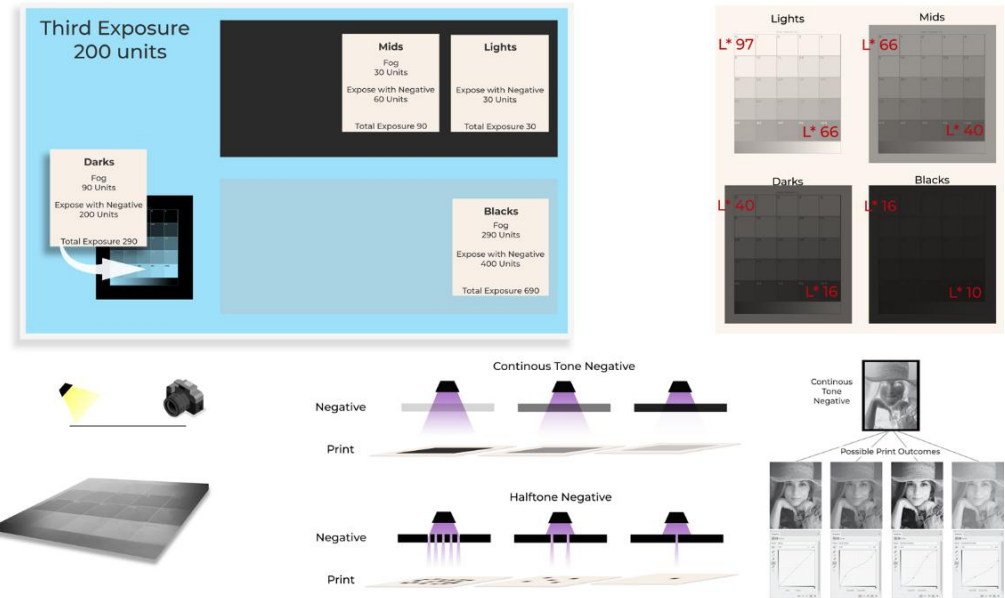 Third Exposure
200 units
Mids
Fog
30 Units
Expose with Negative
60 Units
Total Exposure 90
Lights
Expose with Negative
30 Units
Total Exposure 30
Darks
Fog
90 Units
Expose with Negative
200 Units
Total Exposure 290
Blacks
Fog
290 Units
Expose with Negative
400 Units
Total Exposure 690
Lights
L* 97
L* 66
Mids
L* 66
L* 40
Darks
L* 40
L* 16
Blacks
L* 16
L* 10
Continous Tone Negative
Negative
Print
Halftone Negative
Negative
Print
Continous
Tone
Negative
Possible Print Outcomes